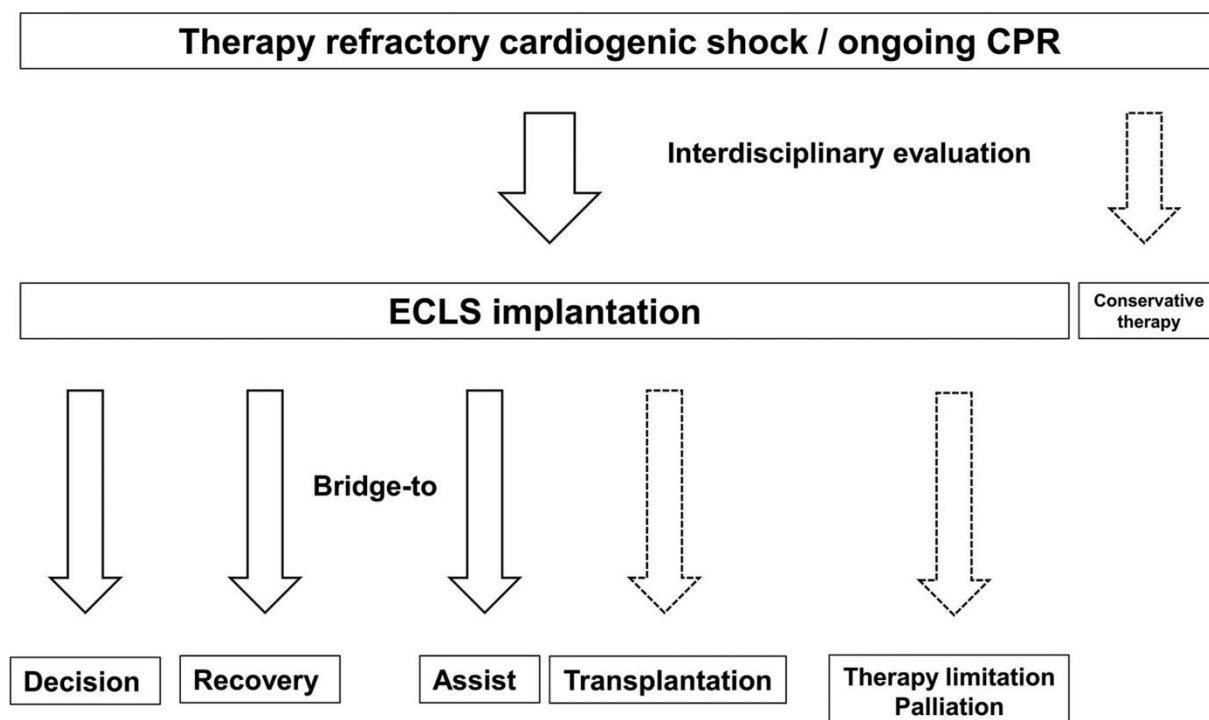 Therapy refractory cardiogenic shock / ongoing CPR
Interdisciplinary evaluation
ECLS implantation
Conservative
therapy
Bridge-to
Decision
Recovery
Assist
Transplantation
Therapy limitation
Palliation